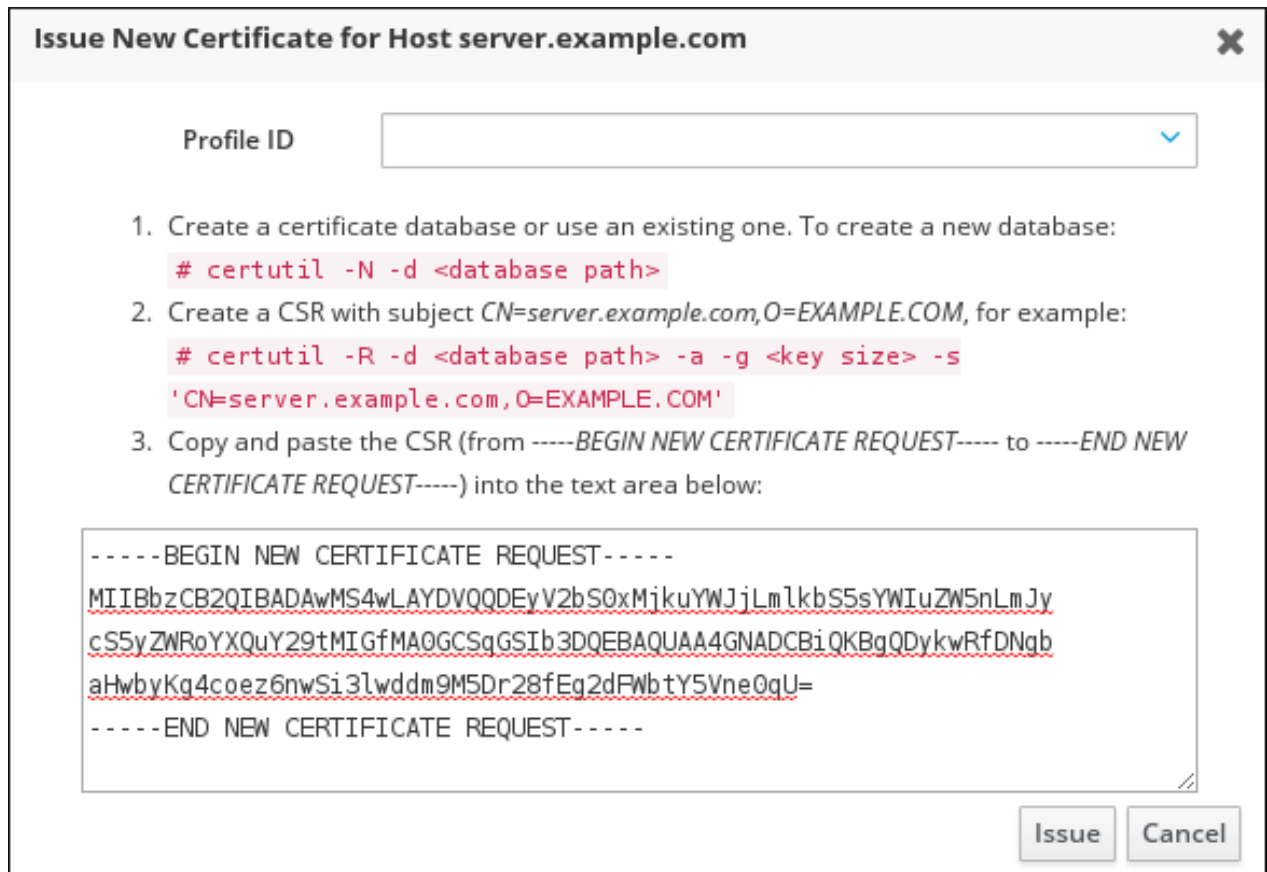 Issue New Certificate for Host server.example.com
Profile ID
1. Create a certificate database or use an existing one. To create a new database:
# certutil -N -d <database path>
2. Create a CSR with subject CN=server.example.com,O=EXAMPLE.COM, for example:
# certutil -R -d <database path> -a -g <key size> -s
'CN=server.example.com,O=EXAMPLE.COM'
3. Copy and paste the CSR (from -----BEGIN NEW CERTIFICATE REQUEST----- to -----END NEW
CERTIFICATE REQUEST-----) into the text area below:
-----BEGIN NEW CERTIFICATE REQUEST-----
MIIBbzCB2QIBADAwMS4wLAYDVQQDEyV2bS0xMjkuYWJjLmlkbS5sYWIuZW5nLmJy
cS5yZWRoYXQuY29tMIGfMA0GCSqGSIb3DQEBAQUAA4GNADCBiQKBgQDykwRfDNgb
aHwbyKg4coez6nwSi3lwddm9M5Dr28fEg2dFWbtY5Vne0qU=
-----END NEW CERTIFICATE REQUEST-----
Issue
Cancel